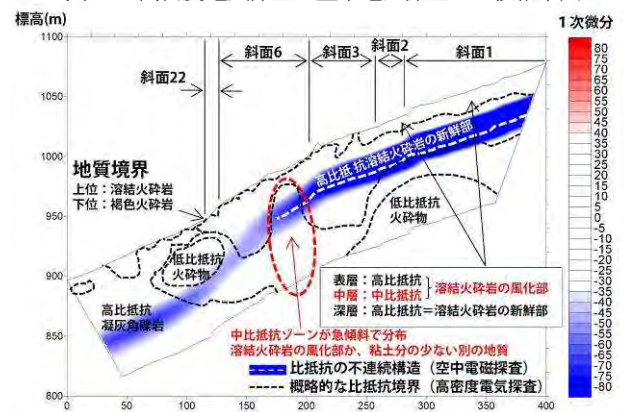 標高(m)
1次微分
1100
1050
1000
950
900
850
800
0
50
100
150
200
250
300
350
400
斜面22
斜面6
斜面3
斜面2
斜面1
地質境界
上位：溶結火砕岩
下位：褐色火砕岩
高比抵抗溶結火砕岩の新鮮部
低比抵抗
火砕物
低比抵抗
火砕物
高比抵抗
凝灰角礫岩
表層：高比抵抗
中層：中比抵抗
溶結火砕岩の風化部
深層：高比抵抗＝溶結火砕岩の新鮮部
中比抵抗ゾーンが急傾斜で分布
溶結火砕岩の風化部か、粘土分の少ない別の地質
比抵抗の不連続構造（空中電磁探査）
概略的な比抵抗境界（高密度電気探査）
80
75
70
65
60
55
50
45
40
35
30
25
20
15
10
5
0
-5
-10
-15
-20
-25
-30
-35
-40
-45
-50
-55
-60
-65
-70
-75
-80